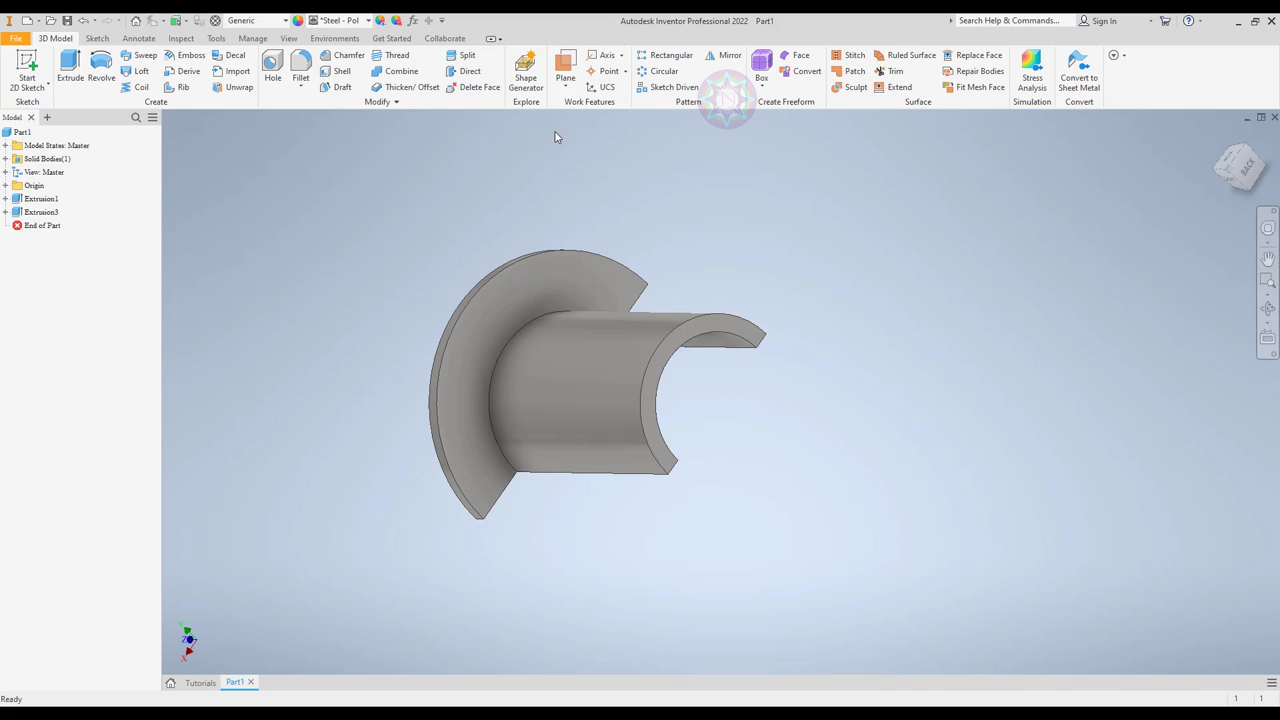 Generic
*Steel - Pol
fx
Autodesk Inventor Professional 2022 Part1
Search Help & Commands...
Sign In
File
3D Model
Sketch
Annotate
Inspect
Tools
Manage
View
Environments
Get Started
Collaborate
Start
2D Sketch
Sketch
Extrude
Revolve
Sweep
Loft
Coil
Emboss
Derive
Rib
Decal
Import
Unwrap
Create
Hole
Fillet
Chamfer
Shell
Draft
Thread
Combine
Thicken/ Offset
Split
Direct
Delete Face
Modify
Shape
Generator
Explore
Plane
Axis
Point
UCS
Work Features
Rectangular
Circular
Sketch Driven
Mirror
Pattern
Box
Face
Convert
Create Freeform
Stitch
Patch
Sculpt
Ruled Surface
Trim
Extend
Replace Face
Repair Bodies
Fit Mesh Face
Surface
Stress
Analysis
Simulation
Convert to
Sheet Metal
Convert
Model
Part1
Model States: Master
Solid Bodies(1)
View: Master
Origin
Extrusion1
Extrusion3
End of Part
BACK
Y
Z
X
Tutorials
Part1
Ready
1
1